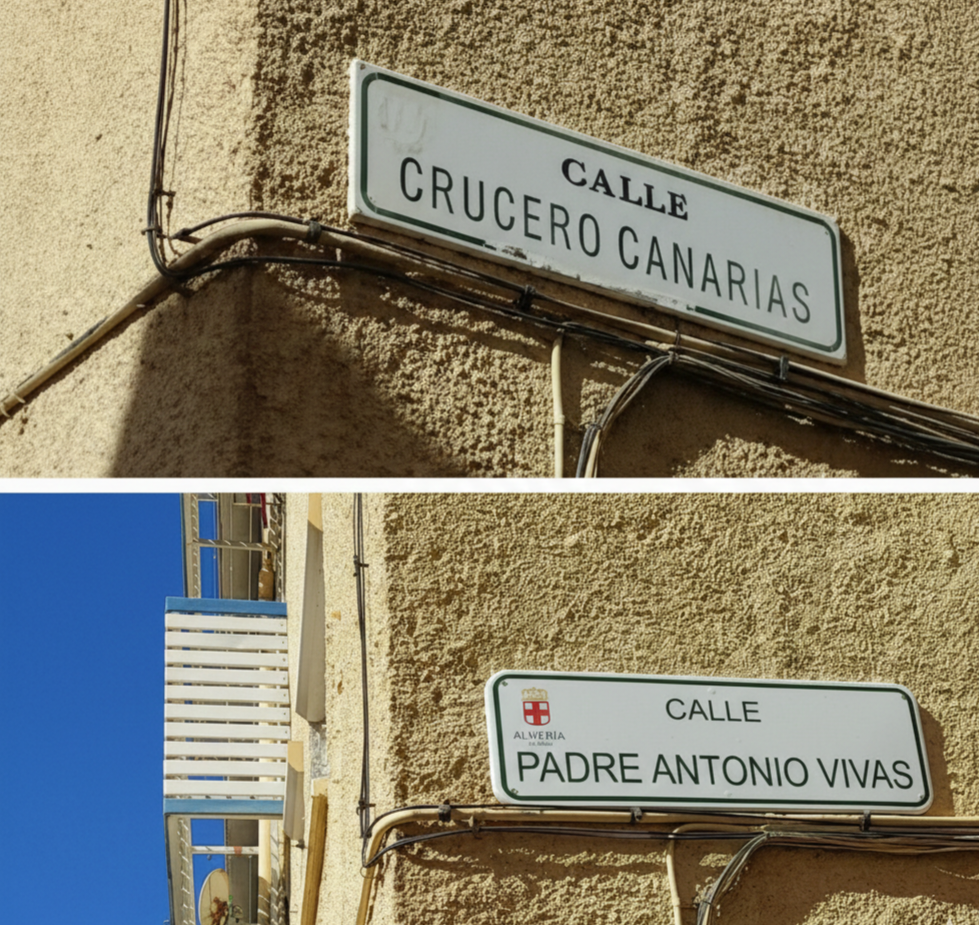 CALLE
CRUCERO CANARIAS
CALLE
ALMERÍA
PADRE ANTONIO VIVAS